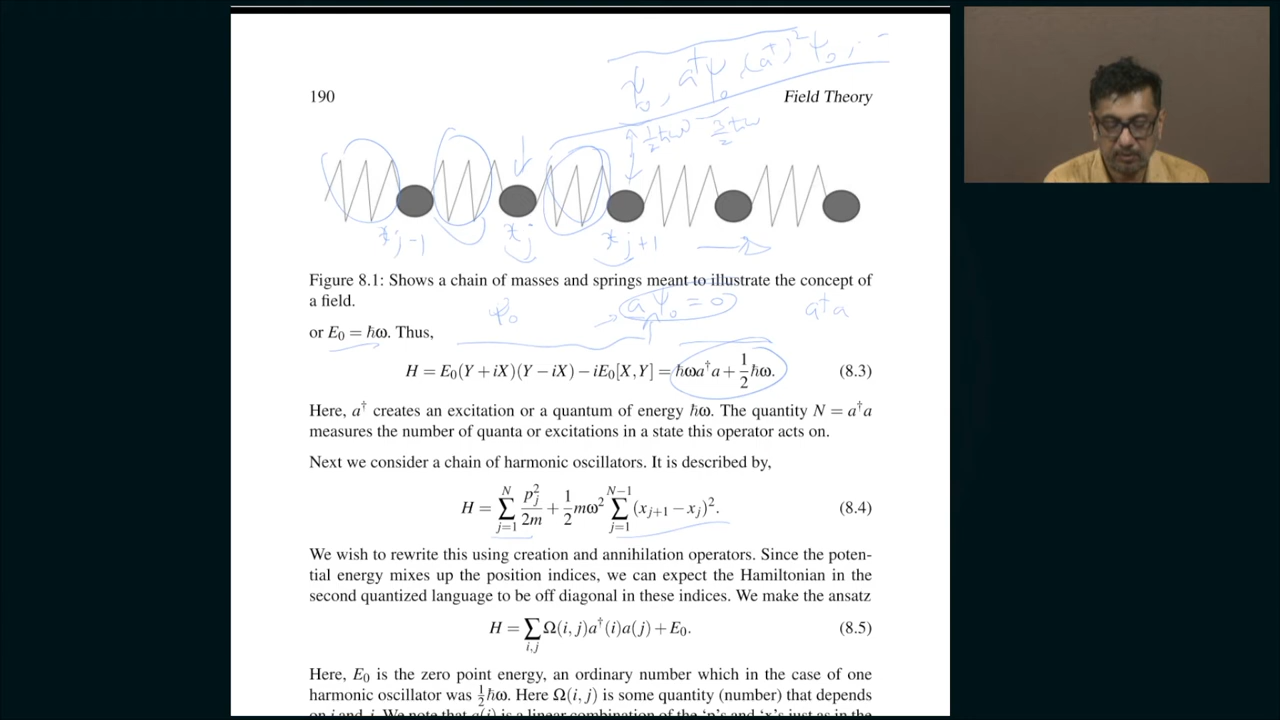 ψ₀, a†ψ₀, (a†)²ψ₀, . -
190 Field Theory
½ħω 3/2ħω
x j-1 x j x j+1
Figure 8.1: Shows a chain of masses and springs meant to illustrate the concept of
a field.
ψ₀ → a ψ₀ = 0 a†a
or E₀ = ħω. Thus,
H = E₀(Y + iX)(Y − iX) − iE₀[X,Y] = ħωa†a + ½ħω. (8.3)
Here, a† creates an excitation or a quantum of energy ħω. The quantity N = a†a
measures the number of quanta or excitations in a state this operator acts on.
Next we consider a chain of harmonic oscillators. It is described by,
H = ∑_{j=1}^{N} p_j²/2m + ½mω² ∑_{j=1}^{N−1} (x_{j+1} − x_j)². (8.4)
We wish to rewrite this using creation and annihilation operators. Since the poten-
tial energy mixes up the position indices, we can expect the Hamiltonian in the
second quantized language to be off diagonal in these indices. We make the ansatz
H = ∑_{i,j} Ω(i, j)a†(i)a(j) + E₀. (8.5)
Here, E₀ is the zero point energy, an ordinary number which in the case of one
harmonic oscillator was ½ħω. Here Ω(i, j) is some quantity (number) that depends